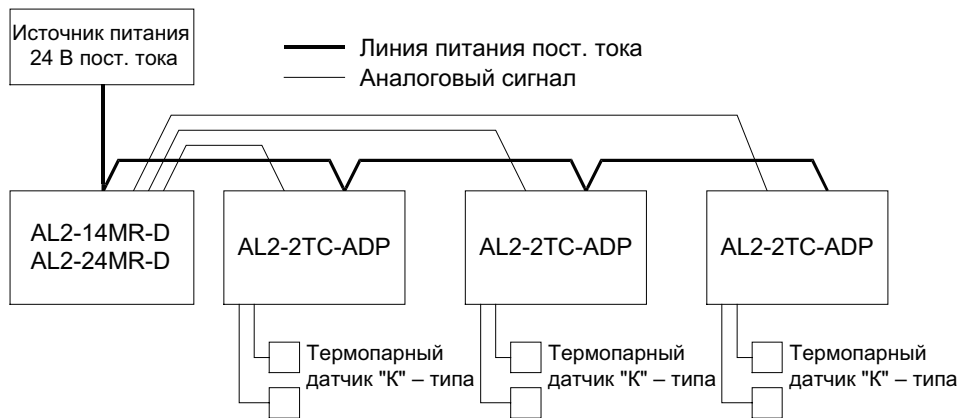 Источник питания
24 В пост. тока
Линия питания пост. тока
Аналоговый сигнал
AL2-14MR-D
AL2-24MR-D
AL2-2TC-ADP
AL2-2TC-ADP
AL2-2TC-ADP
Термопарный
датчик "К" – типа
Термопарный
датчик "К" – типа
Термопарный
датчик "К" – типа